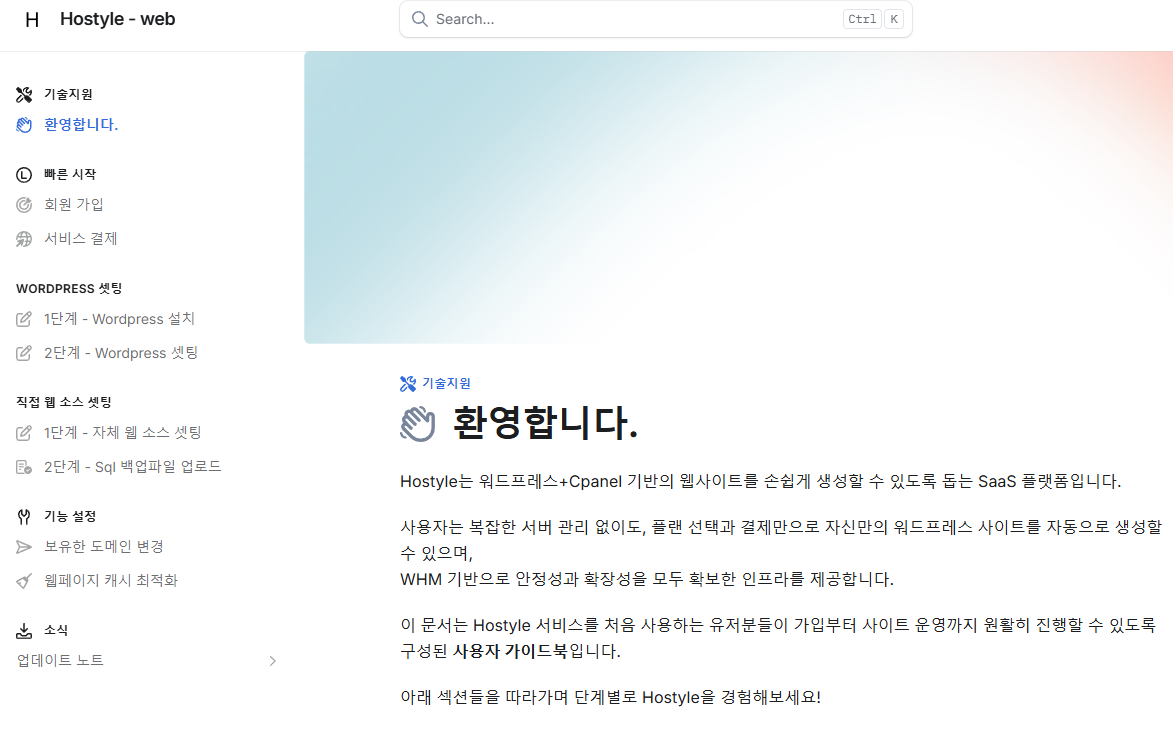 H Hostyle - web
Search... Ctrl K
기술지원
환영합니다.
빠른 시작
회원 가입
서비스 결제
WORDPRESS 셋팅
1단계 - Wordpress 설치
2단계 - Wordpress 셋팅
직접 웹 소스 셋팅
1단계 - 자체 웹 소스 셋팅
2단계 - Sql 백업파일 업로드
기능 설정
보유한 도메인 변경
웹페이지 캐시 최적화
소식
업데이트 노트
기술지원
환영합니다.
Hostyle는 워드프레스+Cpanel 기반의 웹사이트를 손쉽게 생성할 수 있도록 돕는 SaaS 플랫폼입니다.
사용자는 복잡한 서버 관리 없이도, 플랜 선택과 결제만으로 자신만의 워드프레스 사이트를 자동으로 생성할
수 있으며,
WHM 기반으로 안정성과 확장성을 모두 확보한 인프라를 제공합니다.
이 문서는 Hostyle 서비스를 처음 사용하는 유저분들이 가입부터 사이트 운영까지 원활히 진행할 수 있도록
구성된 사용자 가이드북입니다.
아래 섹션들을 따라가며 단계별로 Hostyle을 경험해보세요!